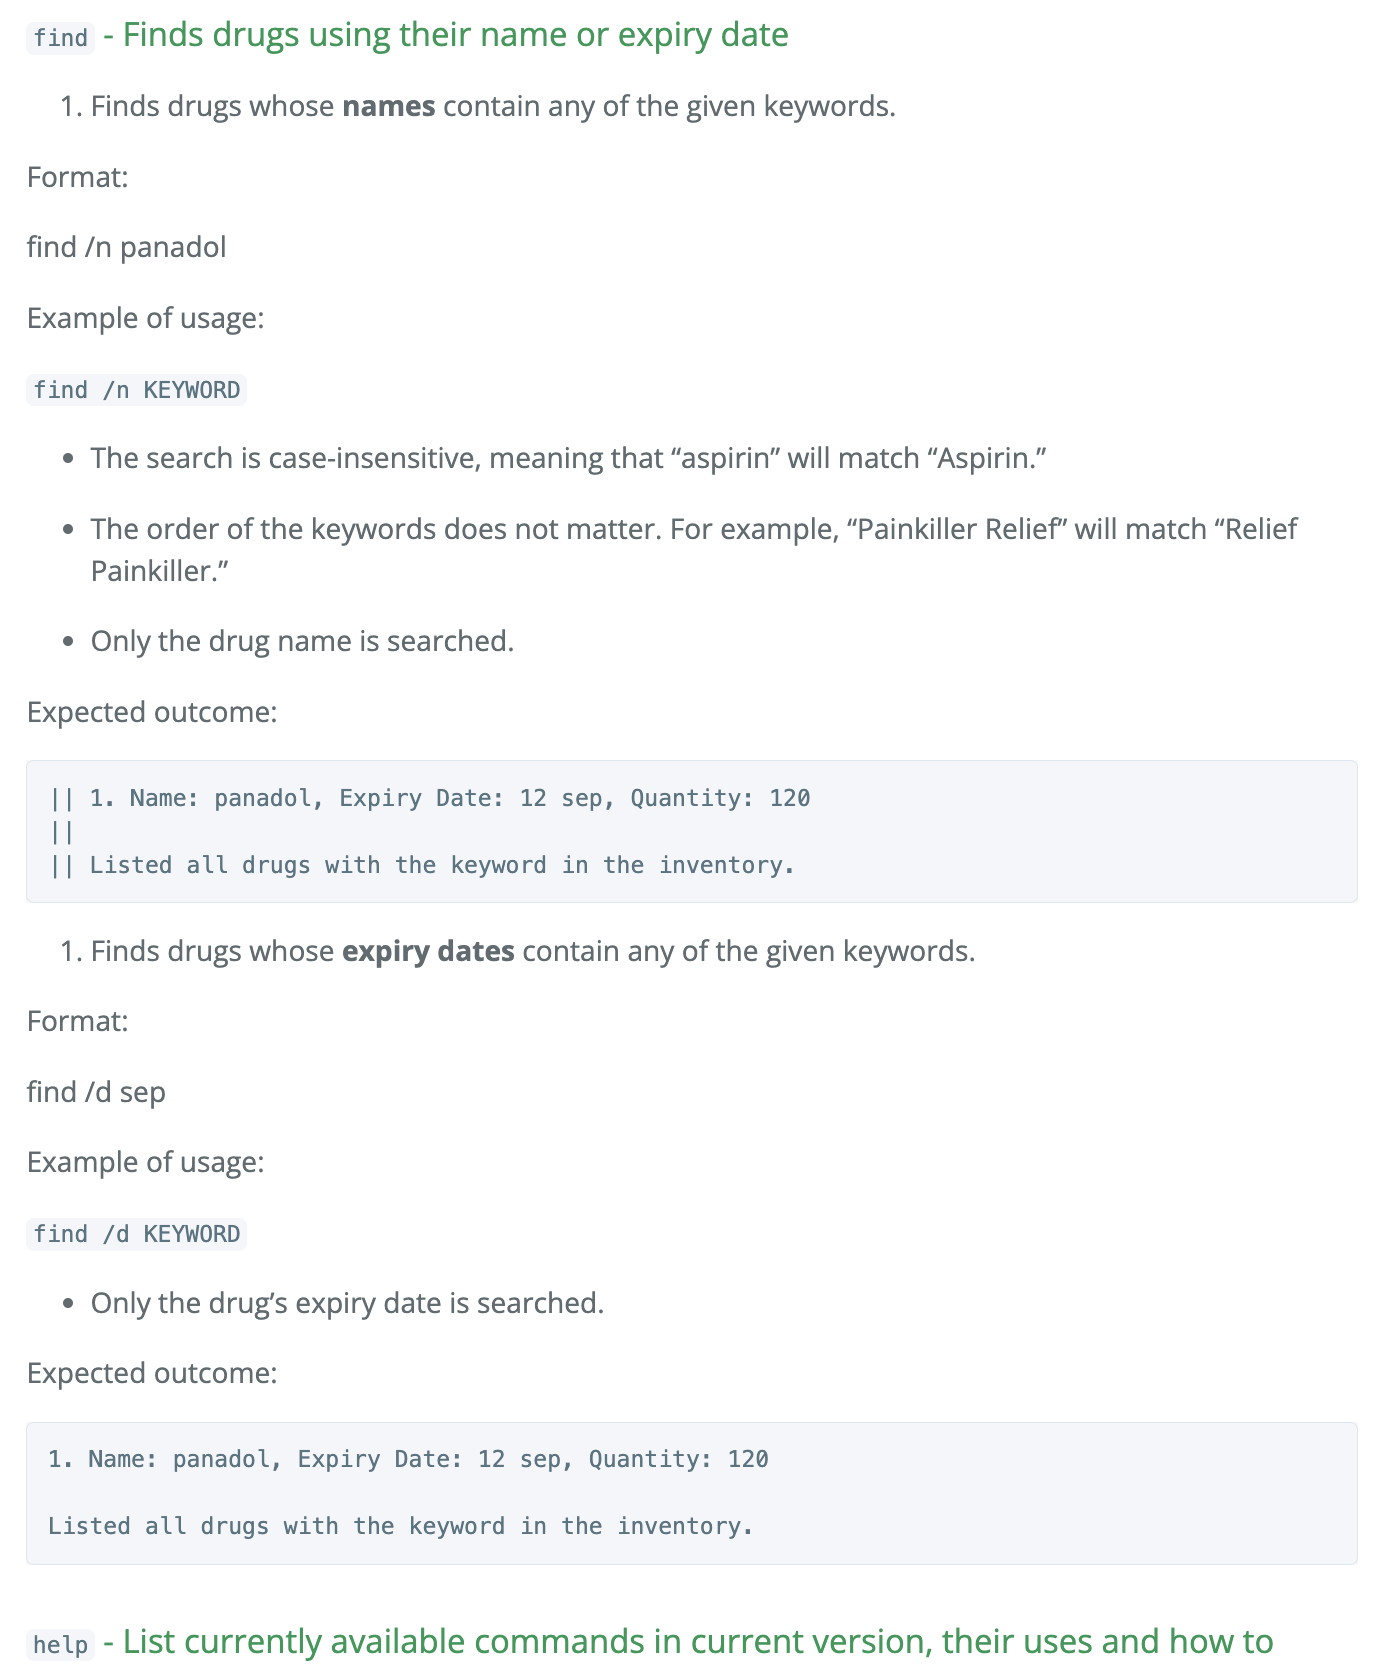 find - Finds drugs using their name or expiry date
1. Finds drugs whose names contain any of the given keywords.
Format:
find /n panadol
Example of usage:
find /n KEYWORD
• The search is case-insensitive, meaning that “aspirin” will match “Aspirin.”
• The order of the keywords does not matter. For example, “Painkiller Relief” will match “Relief
Painkiller.”
• Only the drug name is searched.
Expected outcome:
|| 1. Name: panadol, Expiry Date: 12 sep, Quantity: 120
||
|| Listed all drugs with the keyword in the inventory.
1. Finds drugs whose expiry dates contain any of the given keywords.
Format:
find /d sep
Example of usage:
find /d KEYWORD
• Only the drug’s expiry date is searched.
Expected outcome:
1. Name: panadol, Expiry Date: 12 sep, Quantity: 120
Listed all drugs with the keyword in the inventory.
help - List currently available commands in current version, their uses and how to